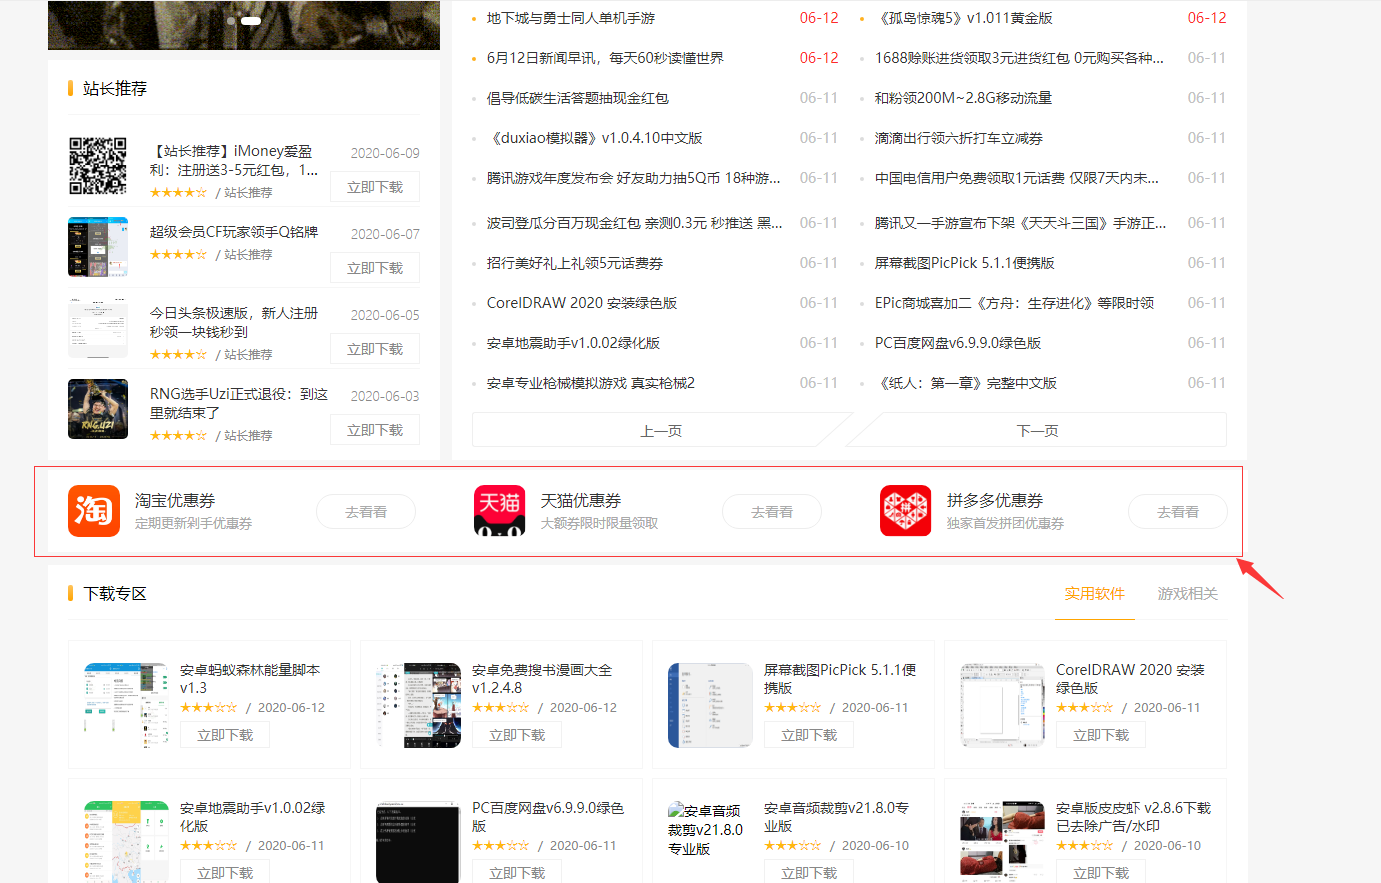 站长推荐
【站长推荐】iMoney爱盈
利：注册送3-5元红包，1...
2020-06-09
★★★★☆ / 站长推荐
立即下载
超级会员CF玩家领手Q铭牌
2020-06-07
★★★★☆ / 站长推荐
立即下载
今日头条极速版，新人注册
秒领一块钱秒到
2020-06-05
★★★★☆ / 站长推荐
立即下载
RNG选手Uzi正式退役：到这
里就结束了
2020-06-03
★★★★☆ / 站长推荐
立即下载
RNG.UZI
地下城与勇士同人单机手游 06-12
《孤岛惊魂5》v1.011黄金版 06-12
6月12日新闻早讯，每天60秒读懂世界 06-12
1688赊账进货领取3元进货红包 0元购买各种... 06-11
倡导低碳生活答题抽现金红包 06-11
和粉领200M~2.8G移动流量 06-11
《duxiao模拟器》v1.0.4.10中文版 06-11
滴滴出行领六折打车立减券 06-11
腾讯游戏年度发布会 好友助力抽5Q币 18种游... 06-11
中国电信用户免费领取1元话费 仅限7天内未... 06-11
波司登瓜分百万现金红包 亲测0.3元 秒推送 黑... 06-11
腾讯又一手游宣布下架《天天斗三国》手游正... 06-11
招行美好礼上礼领5元话费券 06-11
屏幕截图PicPick 5.1.1便携版 06-11
CorelDRAW 2020 安装绿色版 06-11
EPic商城喜加二《方舟：生存进化》等限时领 06-11
安卓地震助手v1.0.02绿化版 06-11
PC百度网盘v6.9.9.0绿色版 06-11
安卓专业枪械模拟游戏 真实枪械2 06-11
《纸人：第一章》完整中文版 06-11
上一页
下一页
淘
淘宝优惠券
定期更新剁手优惠券
去看看
天猫
天猫优惠券
大额券限时限量领取
去看看
拼
拼多多优惠券
独家首发拼团优惠券
去看看
下载专区
实用软件
游戏相关
安卓蚂蚁森林能量脚本
v1.3
★★★☆☆ / 2020-06-12
立即下载
安卓免费搜书漫画大全
v1.2.4.8
★★★☆☆ / 2020-06-12
立即下载
屏幕截图PicPick 5.1.1便
携版
★★★☆☆ / 2020-06-11
立即下载
CorelDRAW 2020 安装
绿色版
★★★☆☆ / 2020-06-11
立即下载
安卓地震助手v1.0.02绿
化版
★★★☆☆ / 2020-06-11
立即下载
PC百度网盘v6.9.9.0绿色
版
★★★☆☆ / 2020-06-11
立即下载
安卓音频
裁剪v21.8.0
专业版
安卓音频裁剪v21.8.0专
业版
★★★☆☆ / 2020-06-10
立即下载
安卓版皮皮虾 v2.8.6下载
已去除广告/水印
★★★☆☆ / 2020-06-10
立即下载